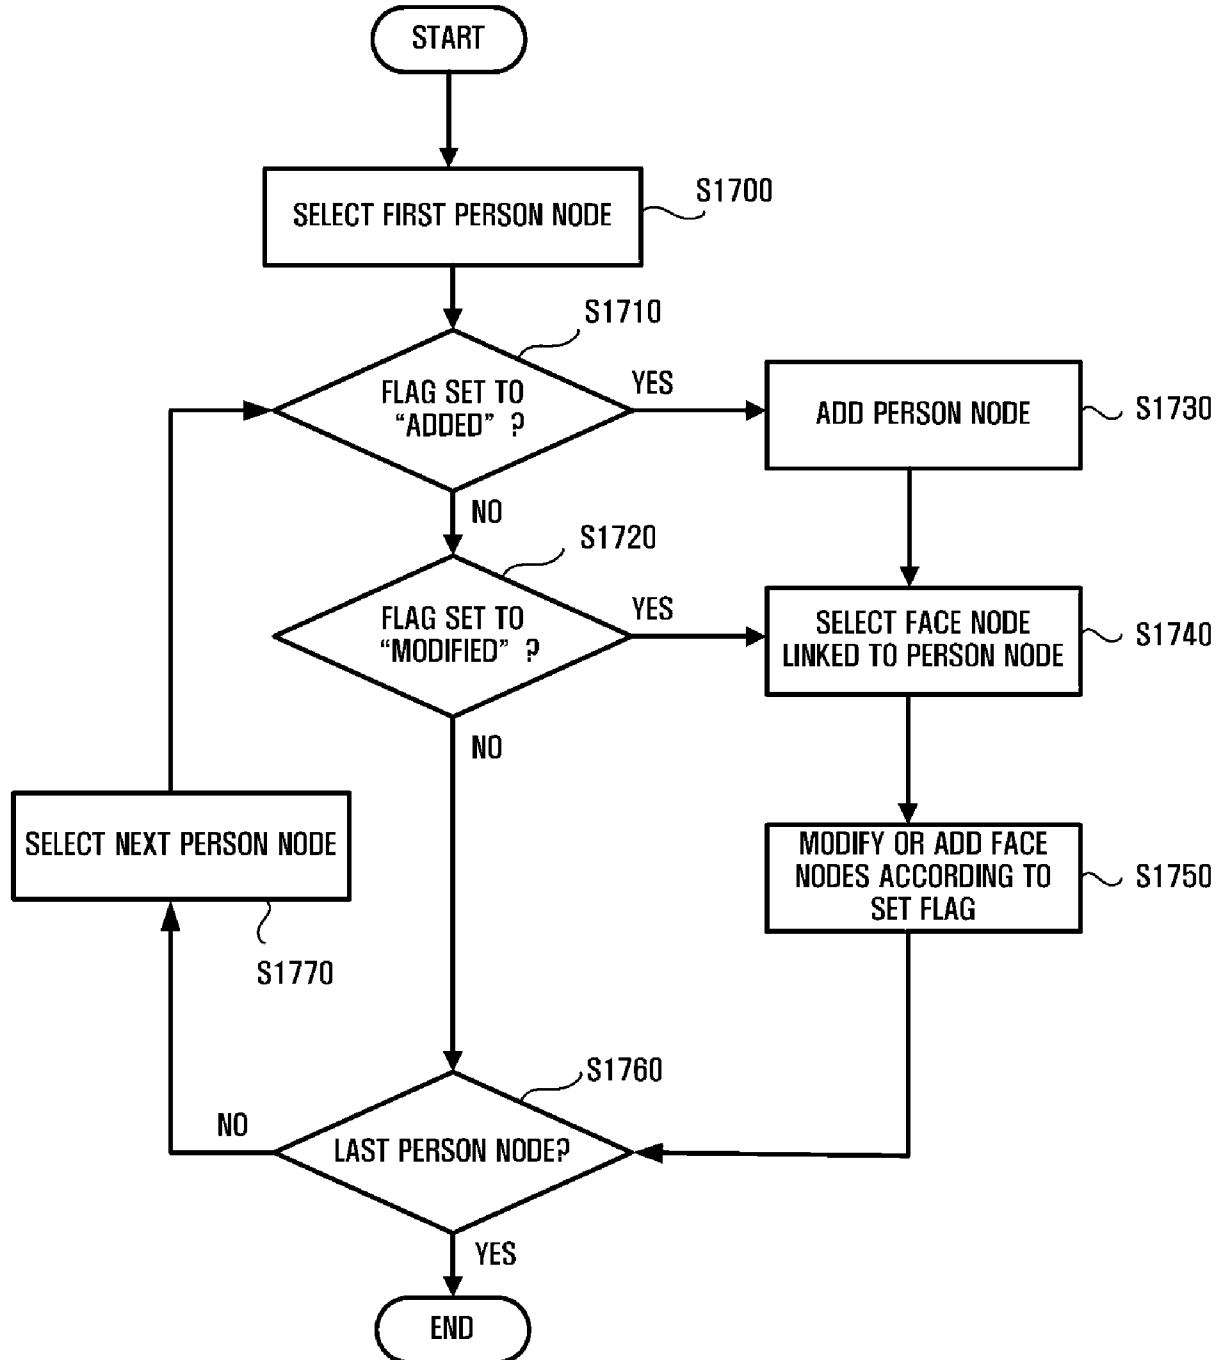 START
SELECT FIRST PERSON NODE
S1700
S1710
FLAG SET TO
“ADDED” ?
YES
ADD PERSON NODE
S1730
NO
S1720
FLAG SET TO
“MODIFIED” ?
YES
SELECT FACE NODE
LINKED TO PERSON NODE
S1740
NO
SELECT NEXT PERSON NODE
S1770
MODIFY OR ADD FACE
NODES ACCORDING TO
SET FLAG
S1750
S1760
NO
LAST PERSON NODE?
YES
END